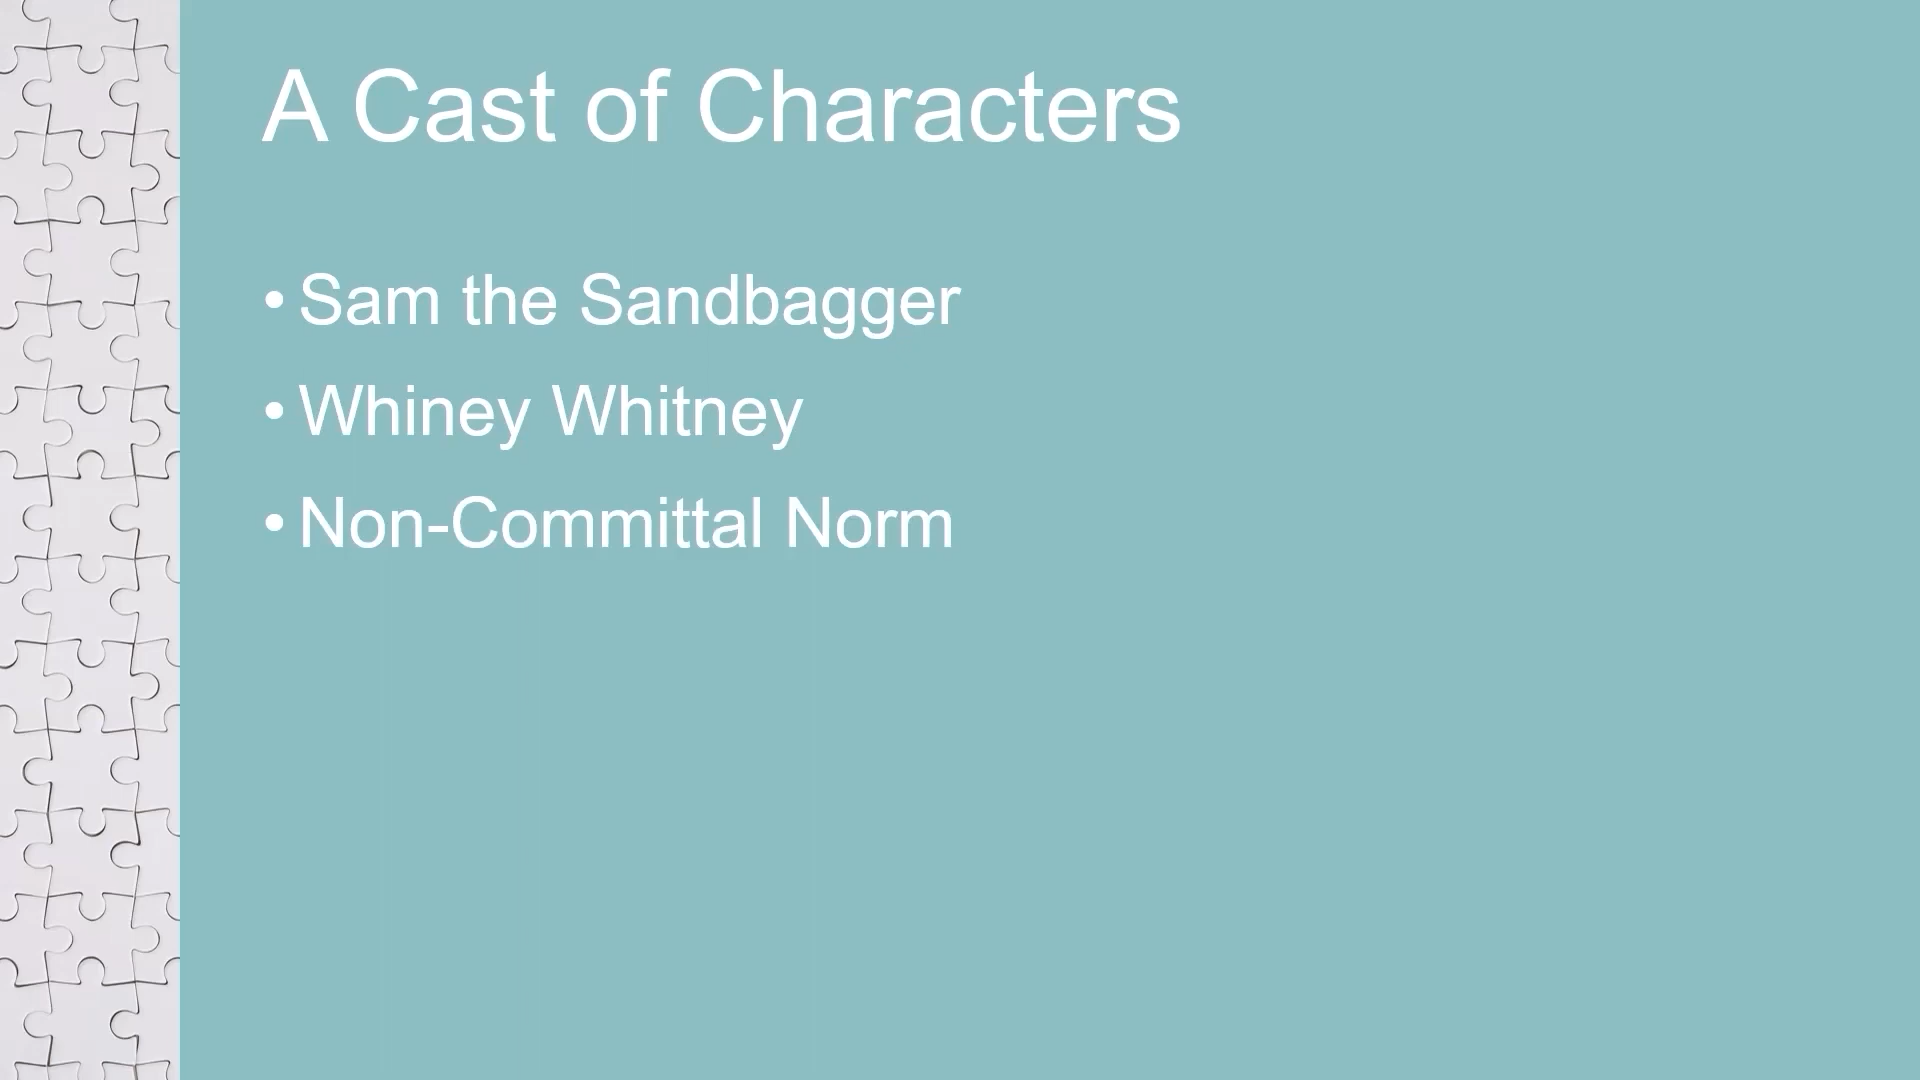 A Cast of Characters
• Sam the Sandbagger
• Whiney Whitney
• Non-Committal Norm